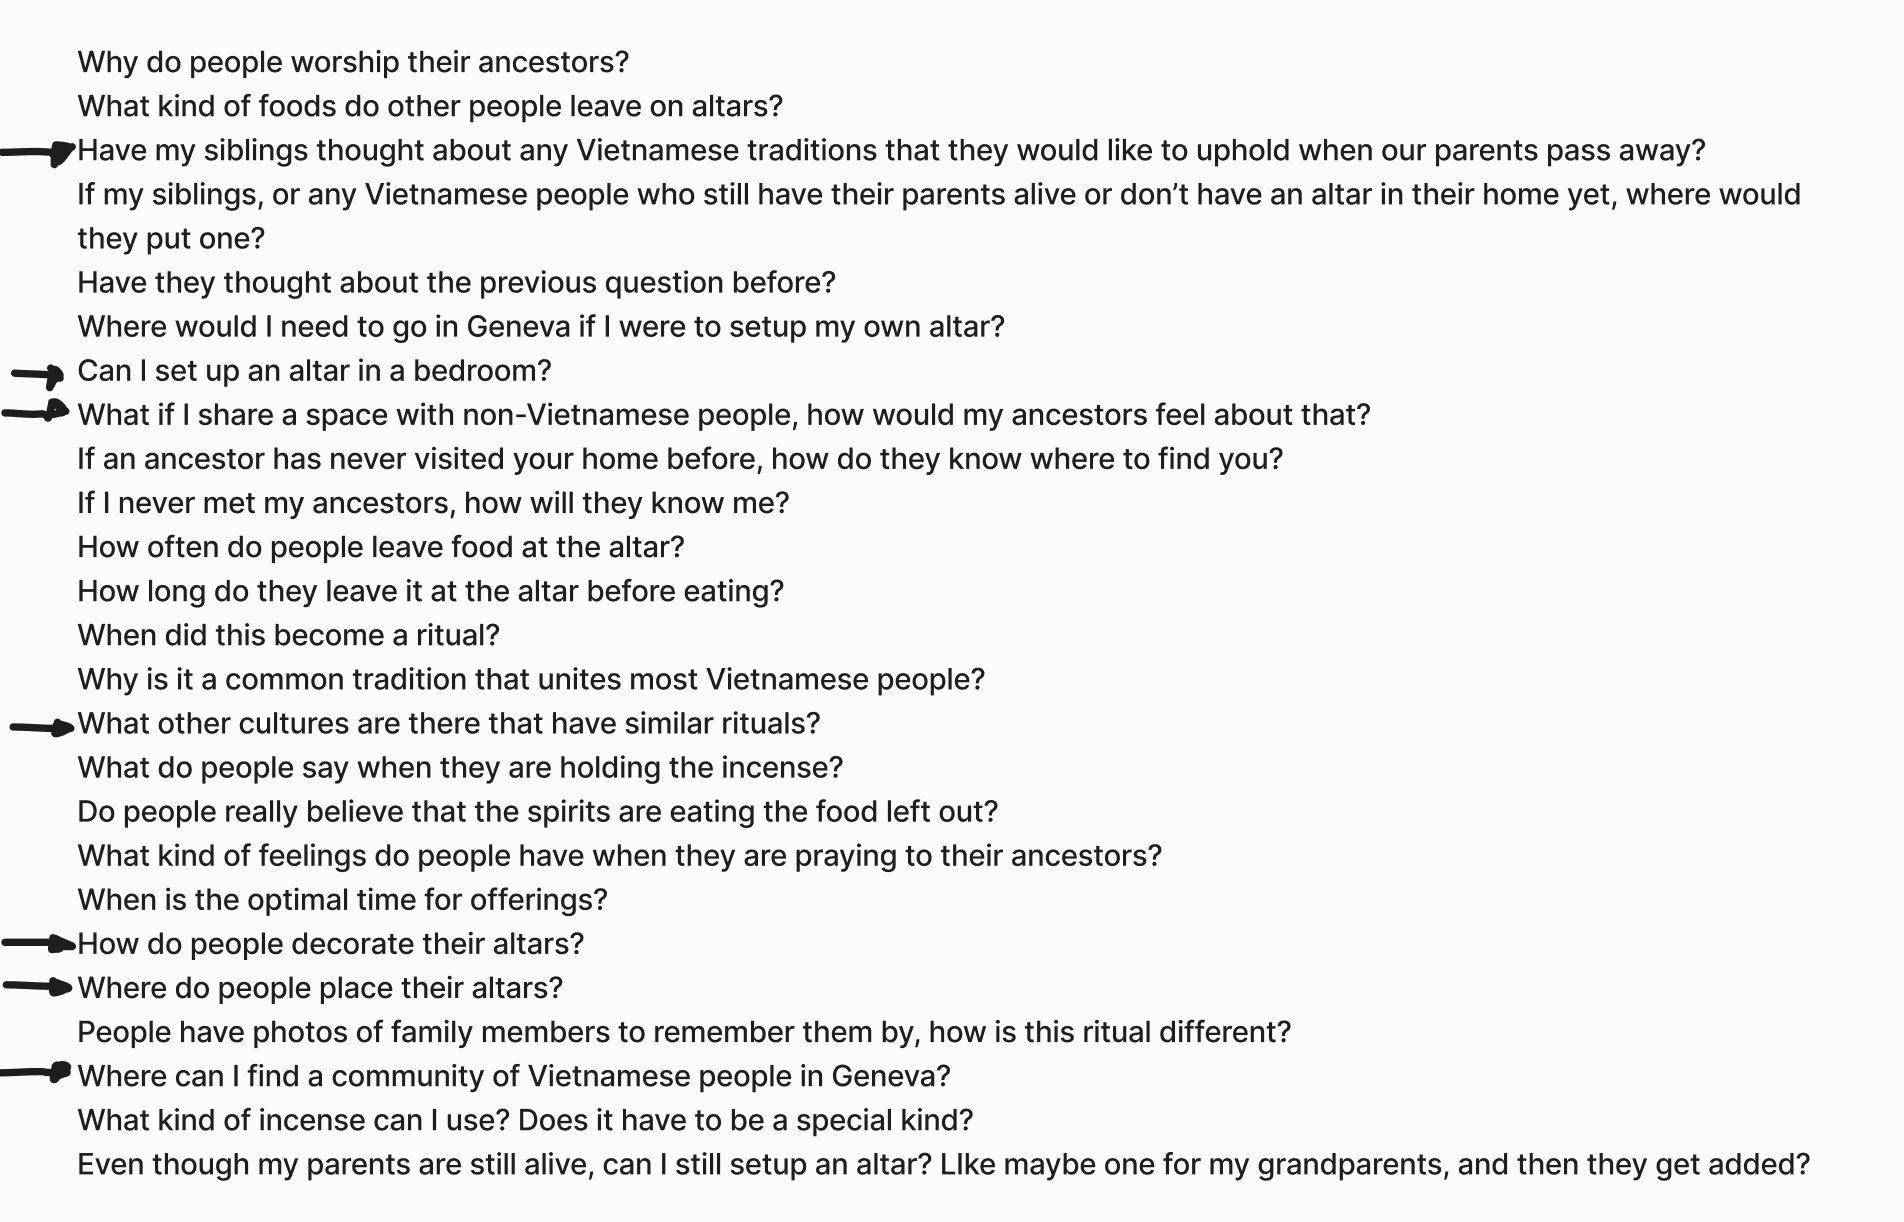 Why do people worship their ancestors?
What kind of foods do other people leave on altars?
Have my siblings thought about any Vietnamese traditions that they would like to uphold when our parents pass away?
If my siblings, or any Vietnamese people who still have their parents alive or don’t have an altar in their home yet, where would
they put one?
Have they thought about the previous question before?
Where would I need to go in Geneva if I were to setup my own altar?
Can I set up an altar in a bedroom?
What if I share a space with non-Vietnamese people, how would my ancestors feel about that?
If an ancestor has never visited your home before, how do they know where to find you?
If I never met my ancestors, how will they know me?
How often do people leave food at the altar?
How long do they leave it at the altar before eating?
When did this become a ritual?
Why is it a common tradition that unites most Vietnamese people?
What other cultures are there that have similar rituals?
What do people say when they are holding the incense?
Do people really believe that the spirits are eating the food left out?
What kind of feelings do people have when they are praying to their ancestors?
When is the optimal time for offerings?
How do people decorate their altars?
Where do people place their altars?
People have photos of family members to remember them by, how is this ritual different?
Where can I find a community of Vietnamese people in Geneva?
What kind of incense can I use? Does it have to be a special kind?
Even though my parents are still alive, can I still setup an altar? LIke maybe one for my grandparents, and then they get added?